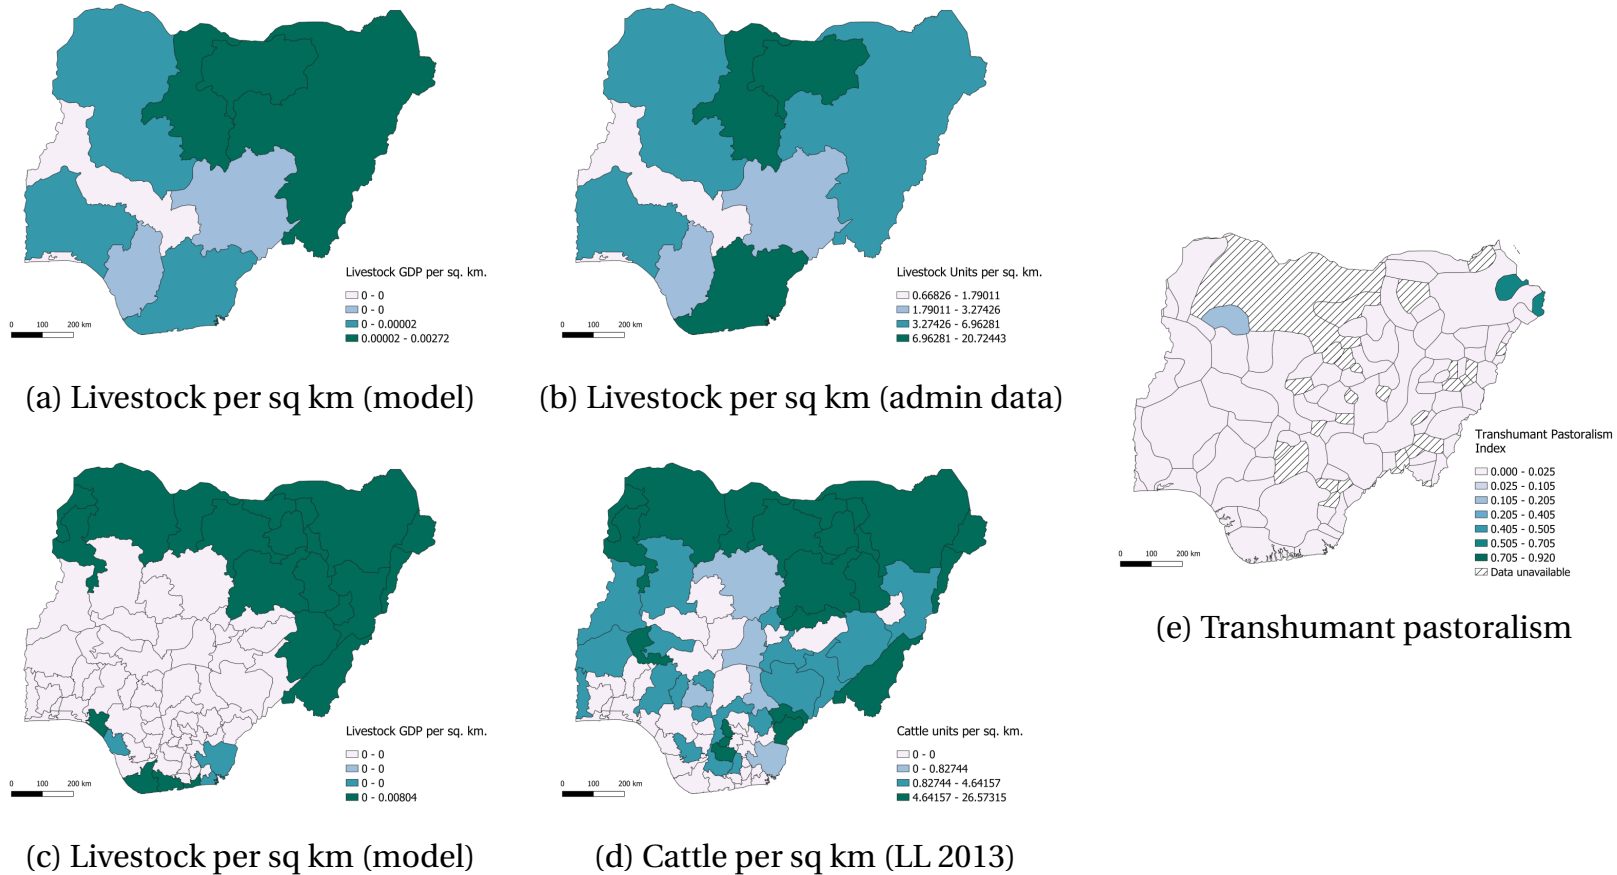 Livestock GDP per sq. km.
0 - 0
0 - 0
0 - 0.00002
0.00002 - 0.00272
0 100 200 km
(a) Livestock per sq km (model)
Livestock Units per sq. km.
0.66826 - 1.79011
1.79011 - 3.27426
3.27426 - 6.96281
6.96281 - 20.72443
0 100 200 km
(b) Livestock per sq km (admin data)
Livestock GDP per sq. km.
0 - 0
0 - 0
0 - 0
0 - 0.00804
0 100 200 km
(c) Livestock per sq km (model)
Cattle units per sq. km.
0 - 0
0 - 0.82744
0.82744 - 4.64157
4.64157 - 26.57315
0 100 200 km
(d) Cattle per sq km (LL 2013)
Transhumant Pastoralism
Index
0.000 - 0.025
0.025 - 0.105
0.105 - 0.205
0.205 - 0.405
0.405 - 0.505
0.505 - 0.705
0.705 - 0.920
Data unavailable
0 100 200 km
(e) Transhumant pastoralism